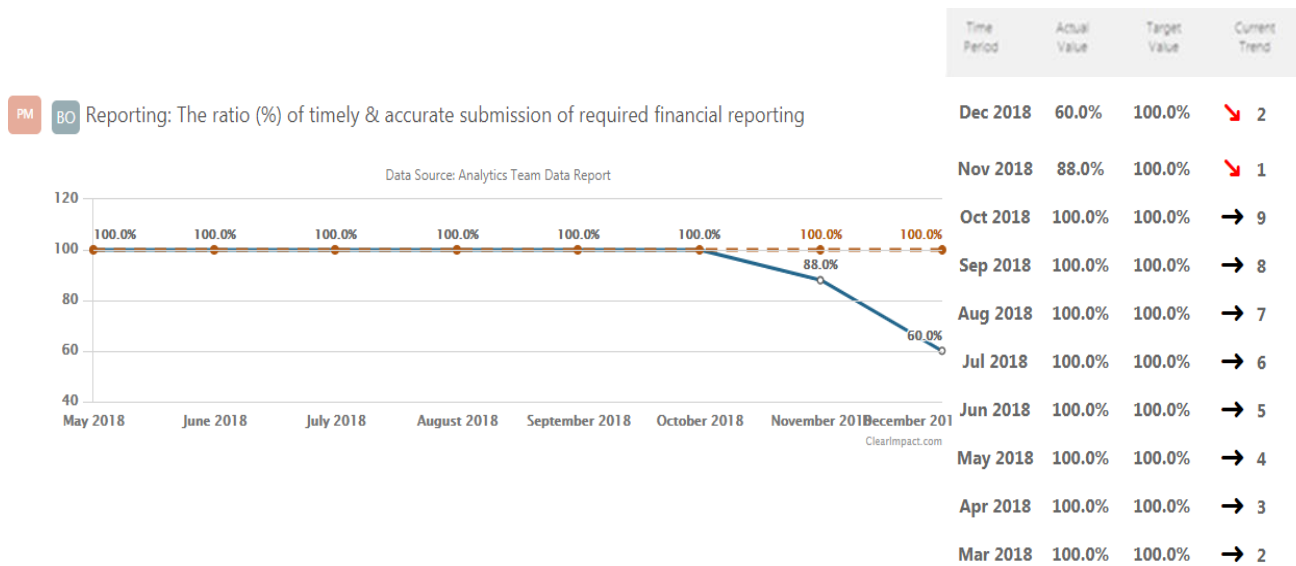 PM BO Reporting: The ratio (%) of timely & accurate submission of required financial reporting
Data Source: Analytics Team Data Report
120
100.0% 100.0% 100.0% 100.0% 100.0% 100.0% 100.0% 100.0%
100
88.0%
80
60.0%
60
40
May 2018 June 2018 July 2018 August 2018 September 2018 October 2018 November 2018 December 201
ClearImpact.com
Time Period Actual Value Target Value Current Trend
Dec 2018 60.0% 100.0% ↘ 2
Nov 2018 88.0% 100.0% ↘ 1
Oct 2018 100.0% 100.0% → 9
Sep 2018 100.0% 100.0% → 8
Aug 2018 100.0% 100.0% → 7
Jul 2018 100.0% 100.0% → 6
Jun 2018 100.0% 100.0% → 5
May 2018 100.0% 100.0% → 4
Apr 2018 100.0% 100.0% → 3
Mar 2018 100.0% 100.0% → 2